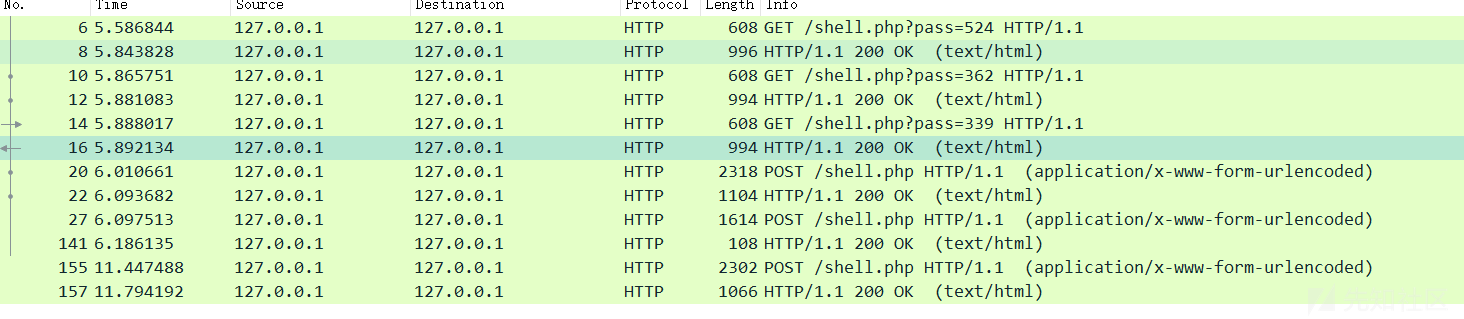 No. Time Source Destination Protocol Length Info
6 5.586844 127.0.0.1 127.0.0.1 HTTP 608 GET /shell.php?pass=524 HTTP/1.1
8 5.843828 127.0.0.1 127.0.0.1 HTTP 996 HTTP/1.1 200 OK (text/html)
10 5.865751 127.0.0.1 127.0.0.1 HTTP 608 GET /shell.php?pass=362 HTTP/1.1
12 5.881083 127.0.0.1 127.0.0.1 HTTP 994 HTTP/1.1 200 OK (text/html)
14 5.888017 127.0.0.1 127.0.0.1 HTTP 608 GET /shell.php?pass=339 HTTP/1.1
16 5.892134 127.0.0.1 127.0.0.1 HTTP 994 HTTP/1.1 200 OK (text/html)
20 6.010661 127.0.0.1 127.0.0.1 HTTP 2318 POST /shell.php HTTP/1.1 (application/x-www-form-urlencoded)
22 6.093682 127.0.0.1 127.0.0.1 HTTP 1104 HTTP/1.1 200 OK (text/html)
27 6.097513 127.0.0.1 127.0.0.1 HTTP 1614 POST /shell.php HTTP/1.1 (application/x-www-form-urlencoded)
141 6.186135 127.0.0.1 127.0.0.1 HTTP 108 HTTP/1.1 200 OK (text/html)
155 11.447488 127.0.0.1 127.0.0.1 HTTP 2302 POST /shell.php HTTP/1.1 (application/x-www-form-urlencoded)
157 11.794192 127.0.0.1 127.0.0.1 HTTP 1066 HTTP/1.1 200 OK (text/html)
先知社区